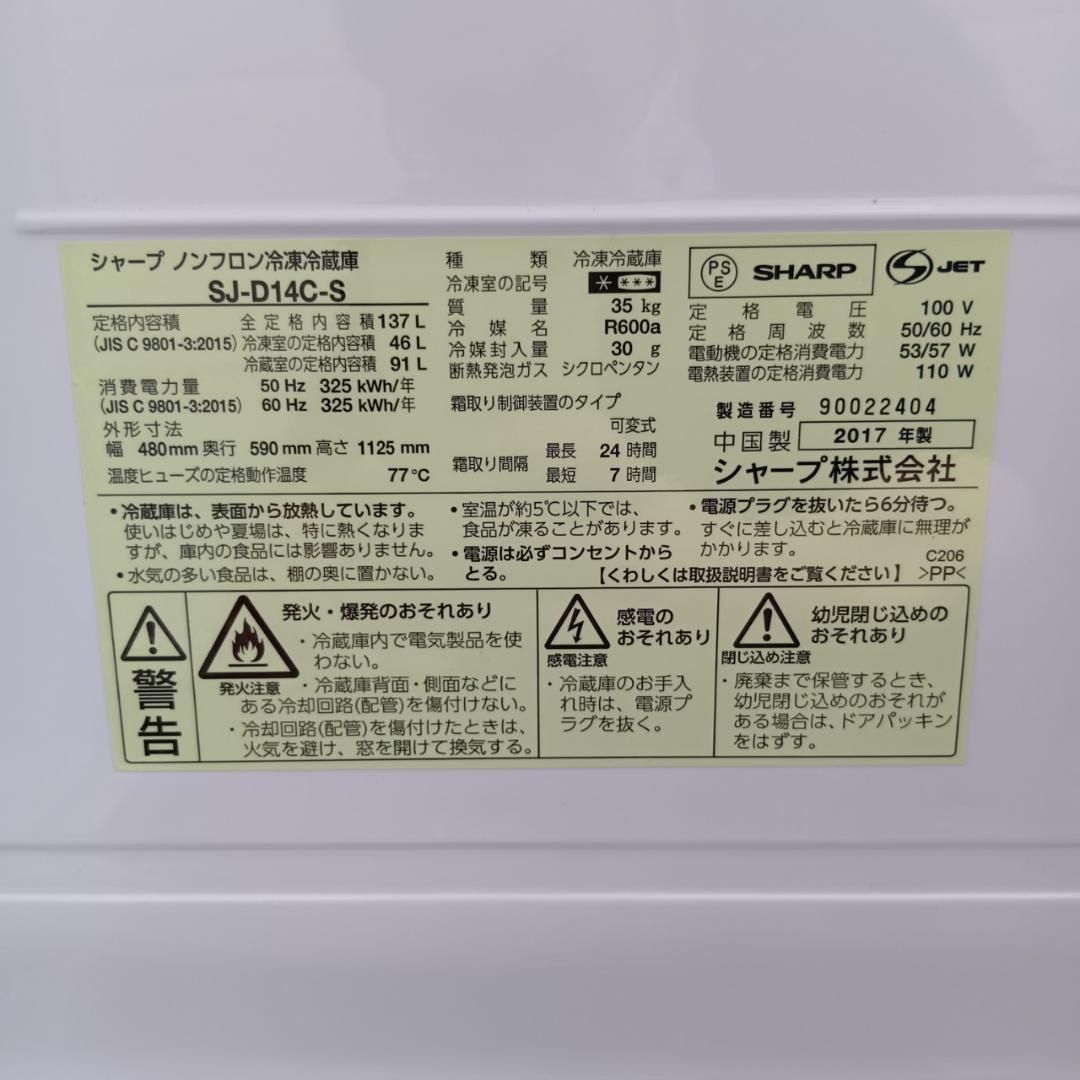 シャープ ノンフロン冷凍冷蔵庫
SJ-D14C-S
定格内容積 全定格内容積 137 L
(JIS C 9801-3:2015) 冷凍室の定格内容積 46 L
冷蔵室の定格内容積 91 L
消費電力量 50 Hz 325 kWh/年
(JIS C 9801-3:2015) 60 Hz 325 kWh/年
外形寸法
幅 480mm 奥行 590mm 高さ 1125mm
温度ヒューズの定格動作温度 77℃
種類 冷凍冷蔵庫
冷凍室の記号 * ***
質量 35 kg
冷媒名 R600a
冷媒封入量 30 g
断熱発泡ガス シクロペンタン
霜取り制御装置のタイプ
可変式
霜取り間隔 最長 24 時間
最短 7 時間
PSE SHARP S JET
定格電圧 100 V
定格周波数 50/60 Hz
電動機の定格消費電力 53/57 W
電熱装置の定格消費電力 110 W
製造番号 90022404
中国製 2017 年製
シャープ株式会社
・冷蔵庫は、表面から放熱しています。
使いはじめや夏場は、特に熱くなりま
すが、庫内の食品には影響ありません。
・水気の多い食品は、棚の奥に置かない。
・室温が約5℃以下では、
食品が凍ることがあります。
・電源は必ずコンセントから
とる。
・電源プラグを抜いたら6分待つ。
すぐに差し込むと冷蔵庫に無理が
かかります。
C206
【くわしくは取扱説明書をご覧ください】 >PP<
警告
発火・爆発のおそれあり
発火注意
・冷蔵庫内で電気製品を使
わない。
・冷蔵庫背面・側面などに
ある冷却回路(配管)を傷付けない。
・冷却回路(配管)を傷付けたときは、
火気を避け、窓を開けて換気する。
感電の
おそれあり
感電注意
・冷蔵庫のお手入
れ時は、電源プ
ラグを抜く。
幼児閉じ込めの
おそれあり
閉じ込め注意
・廃棄まで保管するとき、
幼児閉じ込めのおそれが
ある場合は、ドアパッキン
をはずす。